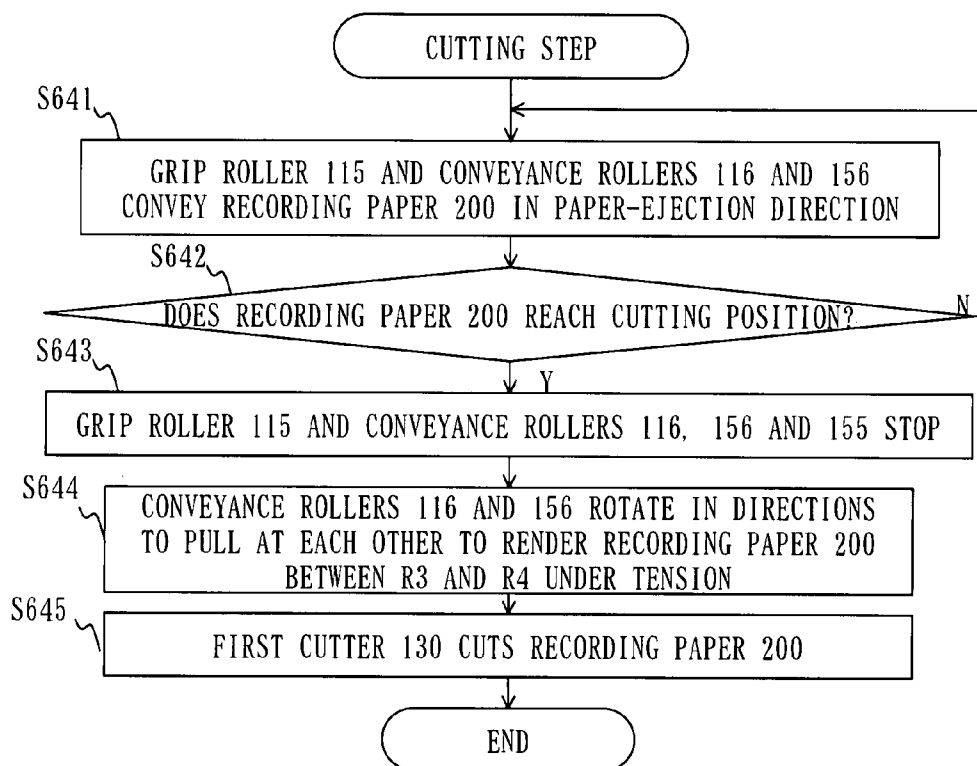 CUTTING STEP
S641
GRIP ROLLER 115 AND CONVEYANCE ROLLERS 116 AND 156
CONVEY RECORDING PAPER 200 IN PAPER-EJECTION DIRECTION
S642
DOES RECORDING PAPER 200 REACH CUTTING POSITION?
N
S643
Y
GRIP ROLLER 115 AND CONVEYANCE ROLLERS 116, 156 AND 155 STOP
S644
CONVEYANCE ROLLERS 116 AND 156 ROTATE IN DIRECTIONS
TO PULL AT EACH OTHER TO RENDER RECORDING PAPER 200
BETWEEN R3 AND R4 UNDER TENSION
S645
FIRST CUTTER 130 CUTS RECORDING PAPER 200
END